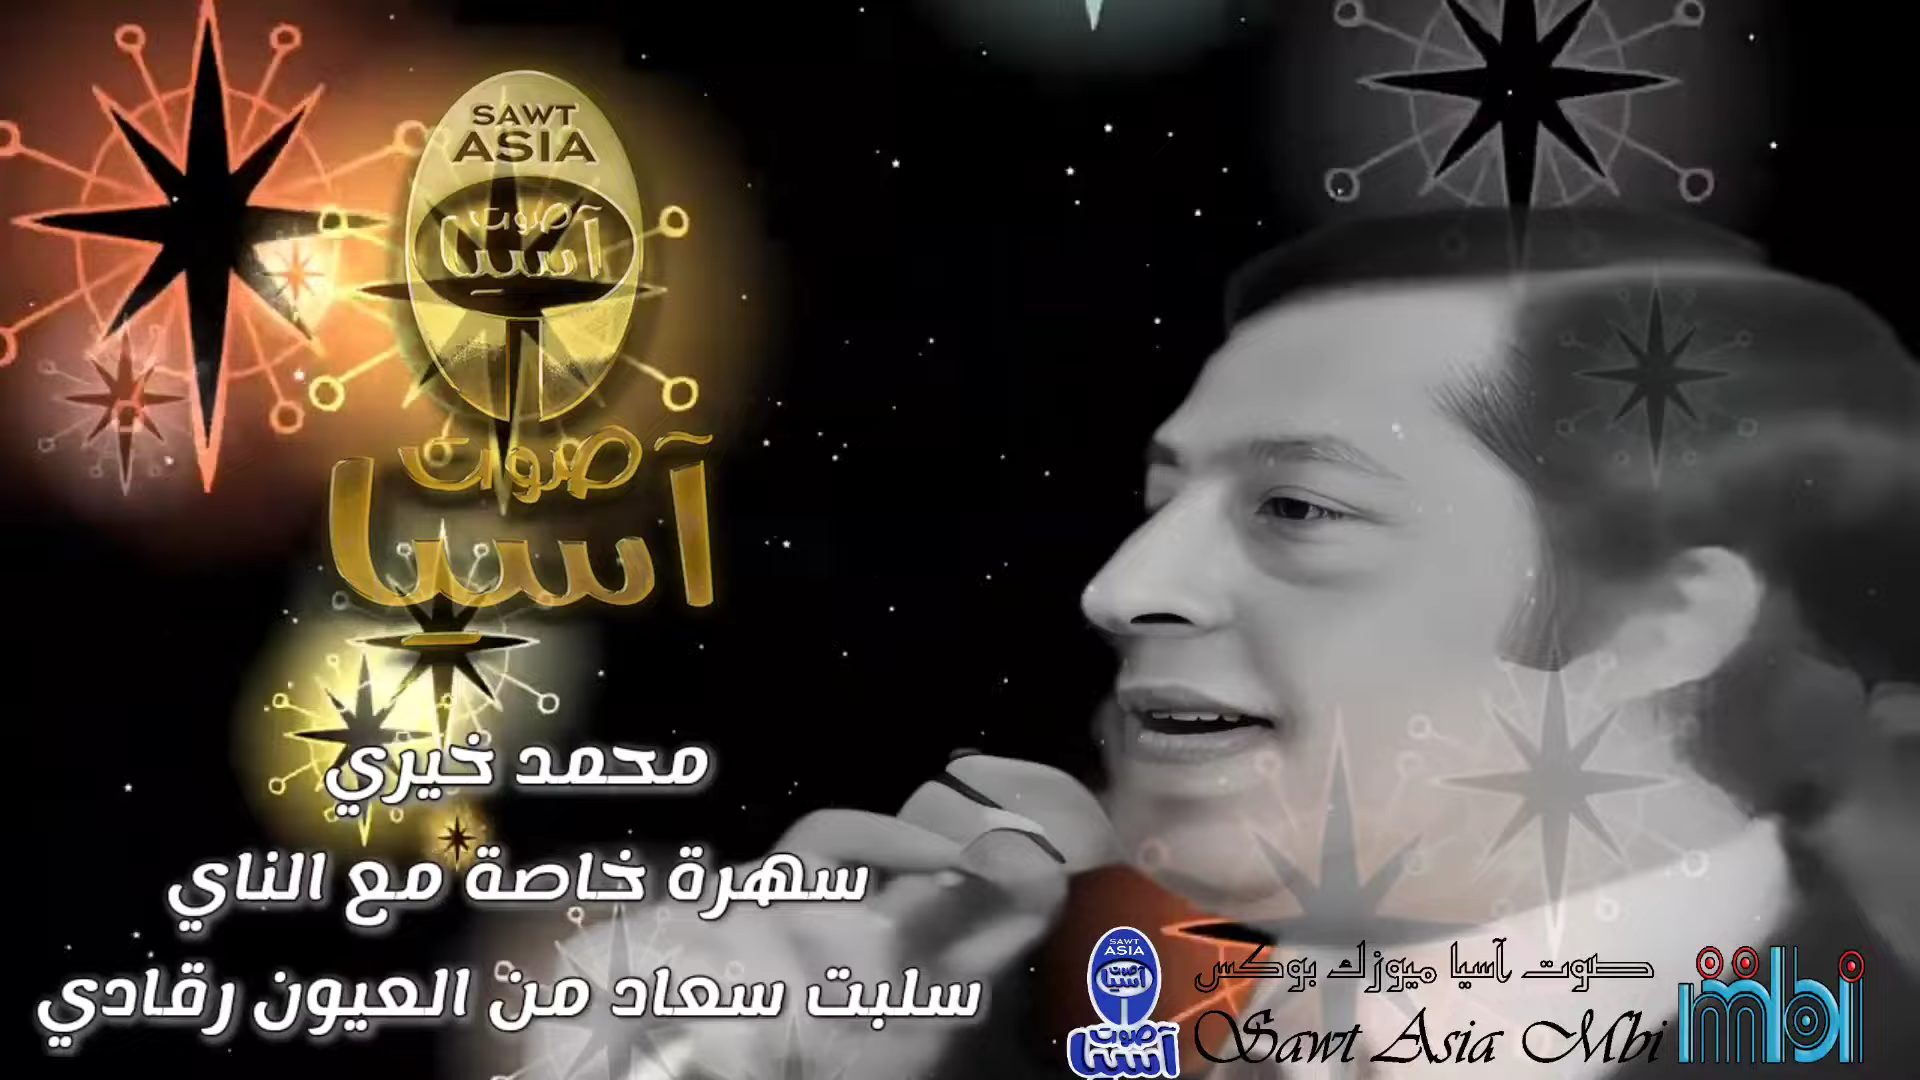 SAWT
ASIA
صوت
آسيا
صوت
آسيا
محمد خيري
سهرة خاصة مع الناي
سلبت سعاد من العيون رقادي
SAWT
ASIA
صوت
آسيا
صوت
آسيا
صوت آسيا ميوزك بوكس
Sawt Asia Mbi
mbi